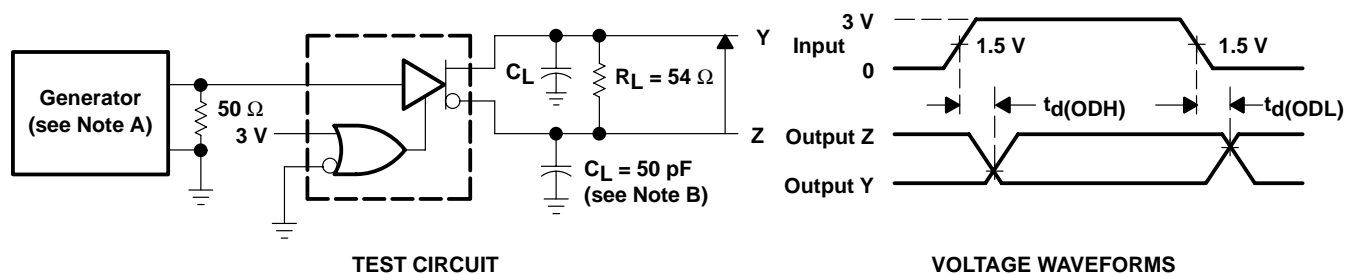 Generator
(see Note A)
50 Ω
3 V
CL
RL = 54 Ω
CL = 50 pF
(see Note B)
Y
Z
TEST CIRCUIT
3 V
Input
0
1.5 V
1.5 V
td(ODH)
td(ODL)
Output Z
Output Y
VOLTAGE WAVEFORMS